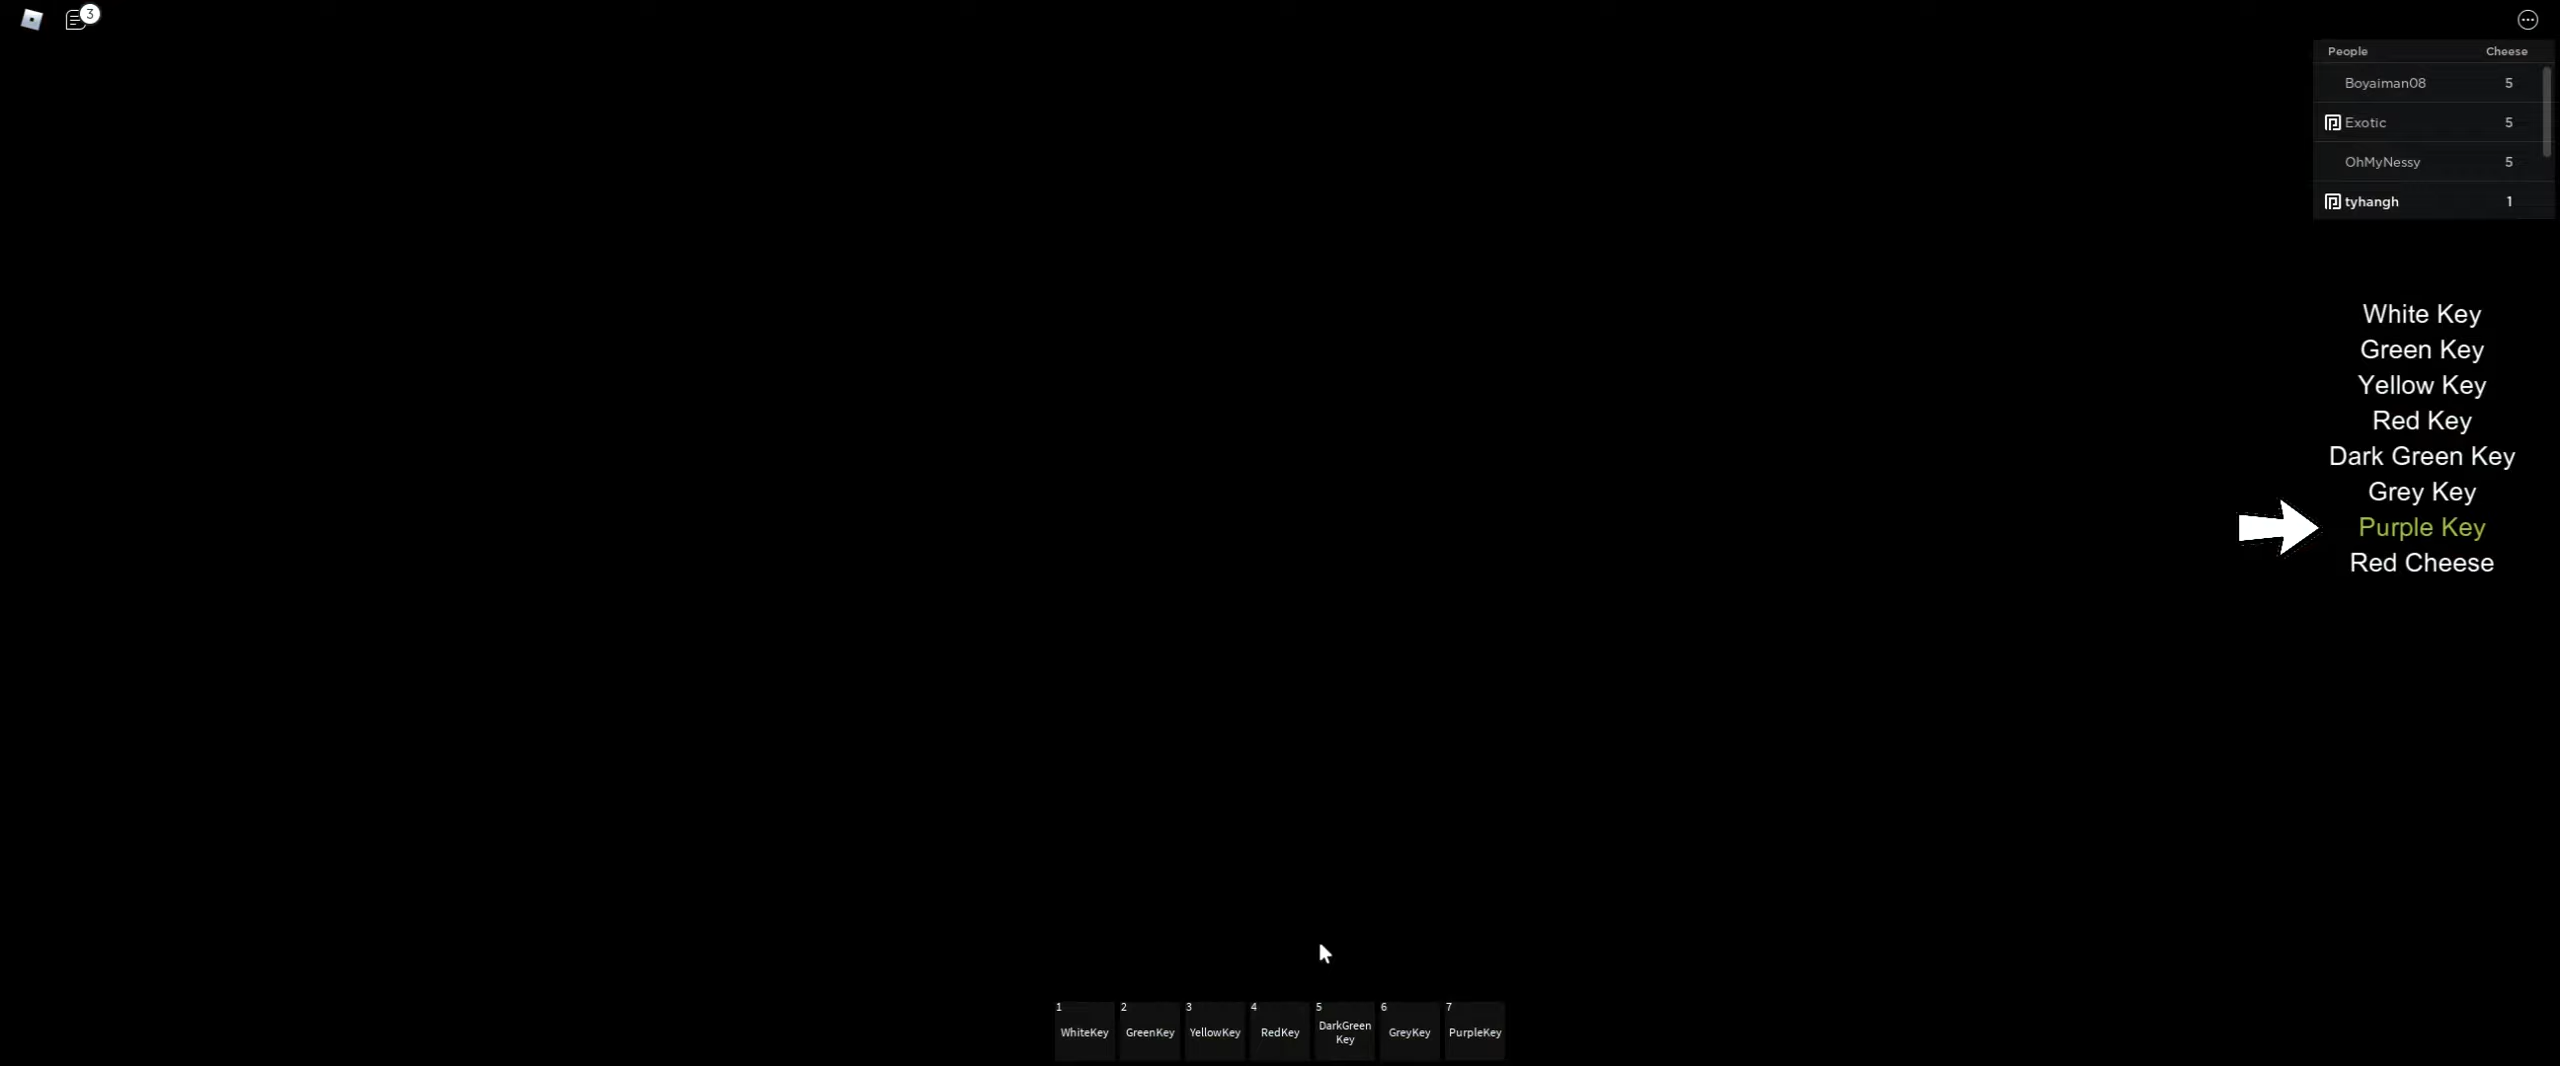 3
People Cheese
Boyaiman08 5
Exotic 5
OhMyNessy 5
tyhangh 1
White Key
Green Key
Yellow Key
Red Key
Dark Green Key
Grey Key
Purple Key
Red Cheese
1 2 3 4 5 6 7
WhiteKey GreenKey YellowKey RedKey DarkGreen GreyKey PurpleKey
Key